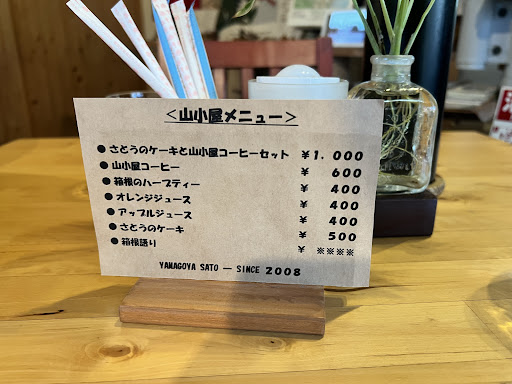 ＜山小屋メニュー＞
● さとうのケーキと山小屋コーヒーセット ￥1．000
● 山小屋コーヒー ￥ 600
● 箱根のハーブティー ￥ 400
● オレンジジュース ￥ 400
● アップルジュース ￥ 400
● さとうのケーキ ￥ 500
● 箱根語り ￥ ※※※※
YAMAGOYA SATO — SINCE 2008